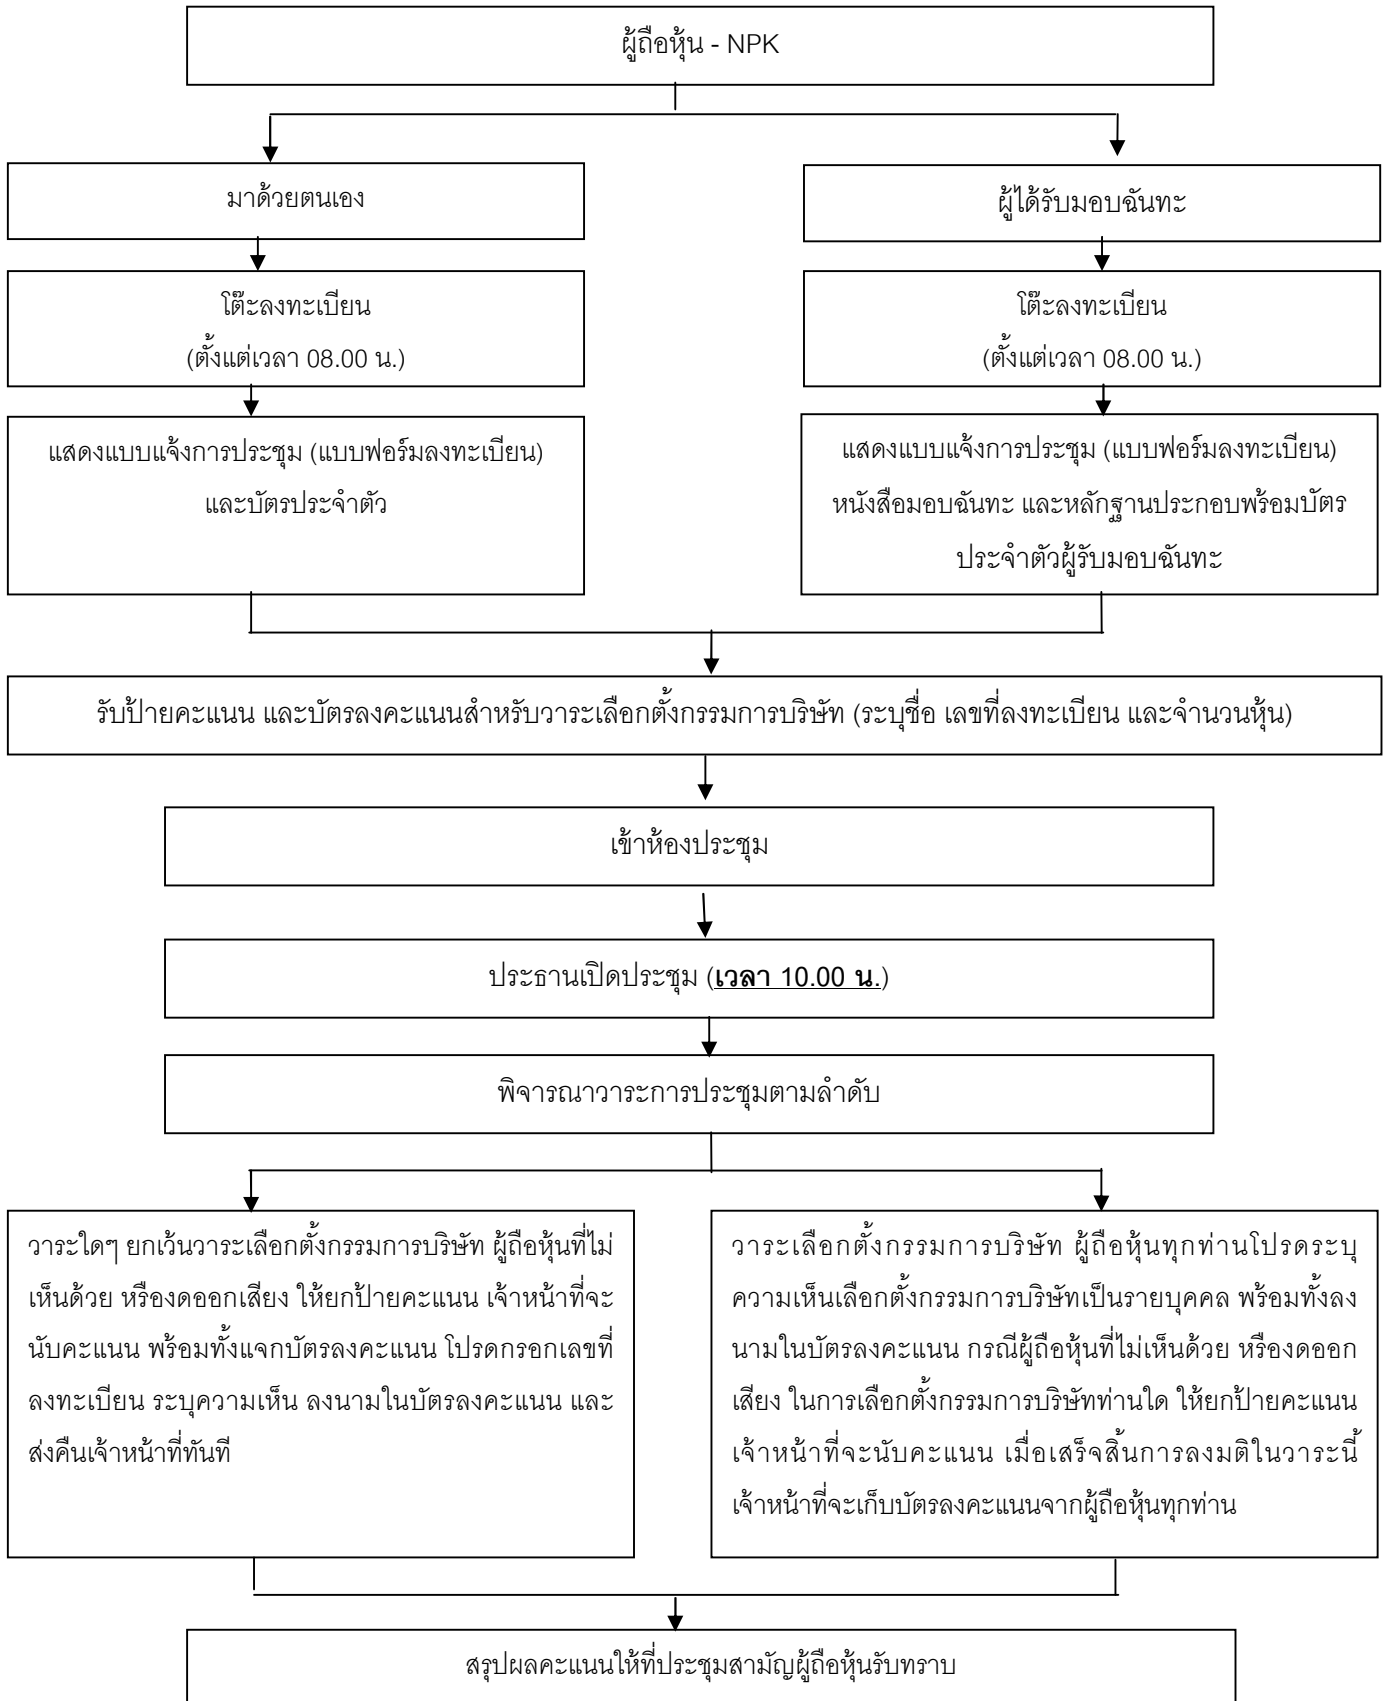 ผู้ถือหุ้น - NPK
มาด้วยตนเอง
ผู้ได้รับมอบฉันทะ
โต๊ะลงทะเบียน
(ตั้งแต่เวลา 08.00 น.)
โต๊ะลงทะเบียน
(ตั้งแต่เวลา 08.00 น.)
แสดงแบบแจ้งการประชุม (แบบฟอร์มลงทะเบียน)
และบัตรประจำตัว
แสดงแบบแจ้งการประชุม (แบบฟอร์มลงทะเบียน)
หนังสือมอบฉันทะ และหลักฐานประกอบพร้อมบัตร
ประจำตัวผู้รับมอบฉันทะ
รับป้ายคะแนน และบัตรลงคะแนนสำหรับวาระเลือกตั้งกรรมการบริษัท (ระบุชื่อ เลขที่ลงทะเบียน และจำนวนหุ้น)
เข้าห้องประชุม
ประธานเปิดประชุม (เวลา 10.00 น.)
พิจารณาวาระการประชุมตามลำดับ
วาระใดๆ ยกเว้นวาระเลือกตั้งกรรมการบริษัท ผู้ถือหุ้นที่ไม่
เห็นด้วย หรืองดออกเสียง ให้ยกป้ายคะแนน เจ้าหน้าที่จะ
นับคะแนน พร้อมทั้งแจกบัตรลงคะแนน โปรดกรอกเลขที่
ลงทะเบียน ระบุความเห็น ลงนามในบัตรลงคะแนน และ
ส่งคืนเจ้าหน้าที่ทันที
วาระเลือกตั้งกรรมการบริษัท ผู้ถือหุ้นทุกท่านโปรดระบุ
ความเห็นเลือกตั้งกรรมการบริษัทเป็นรายบุคคล พร้อมทั้งลง
นามในบัตรลงคะแนน กรณีผู้ถือหุ้นที่ไม่เห็นด้วย หรืองดออก
เสียง ในการเลือกตั้งกรรมการบริษัทท่านใด ให้ยกป้ายคะแนน
เจ้าหน้าที่จะนับคะแนน เมื่อเสร็จสิ้นการลงมติในวาระนี้
เจ้าหน้าที่จะเก็บบัตรลงคะแนนจากผู้ถือหุ้นทุกท่าน
สรุปผลคะแนนให้ที่ประชุมสามัญผู้ถือหุ้นรับทราบ